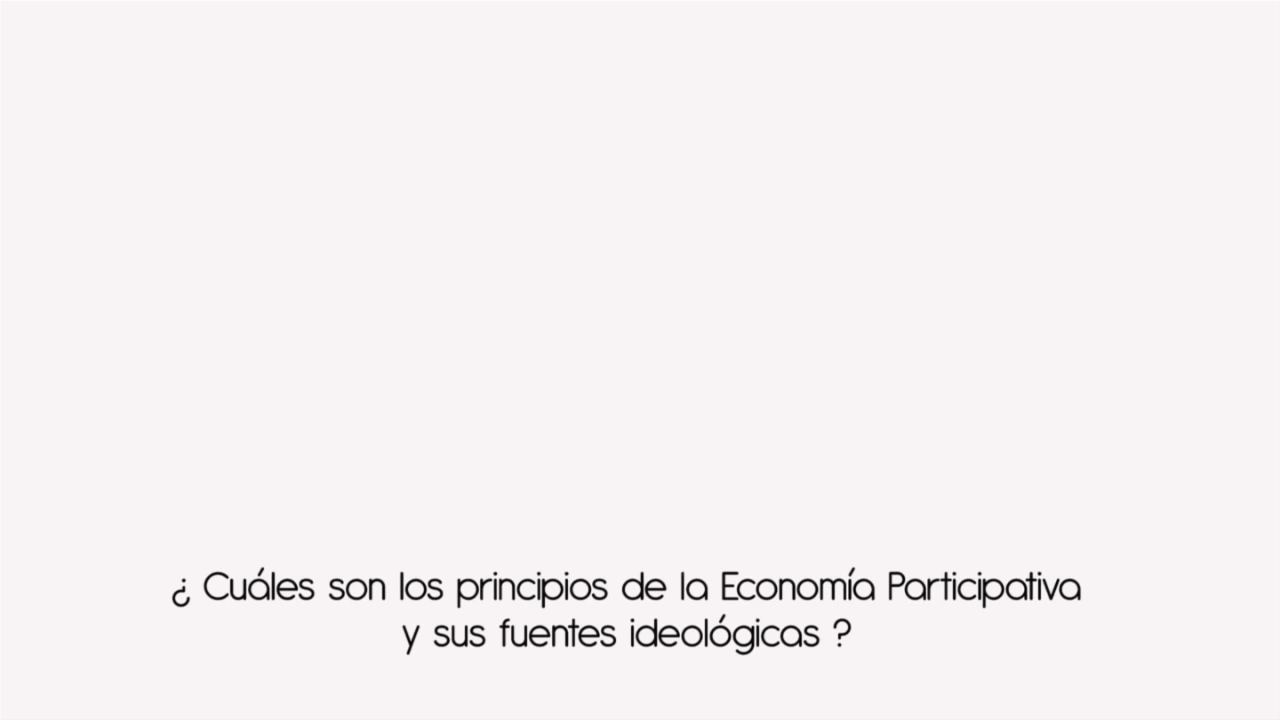 ¿ Cuáles son los principios de la Economía Participativa
y sus fuentes ideológicas ?